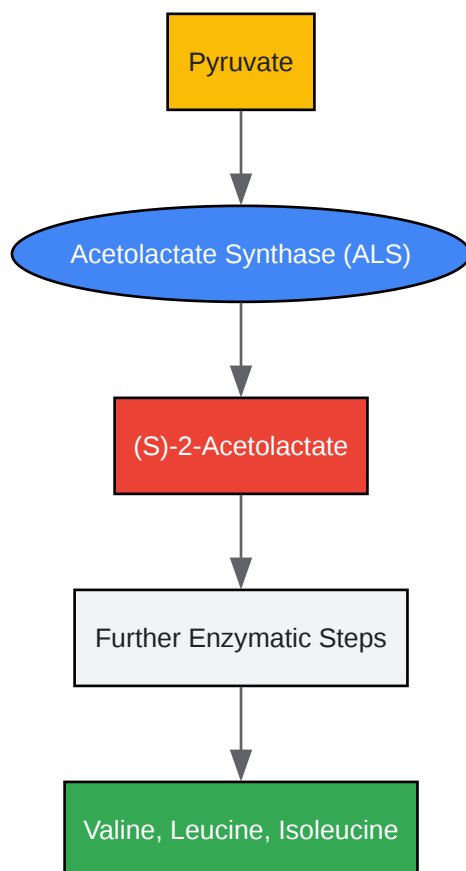 Pyruvate
Acetolactate Synthase (ALS)
(S)-2-Acetolactate
Further Enzymatic Steps
Valine, Leucine, Isoleucine